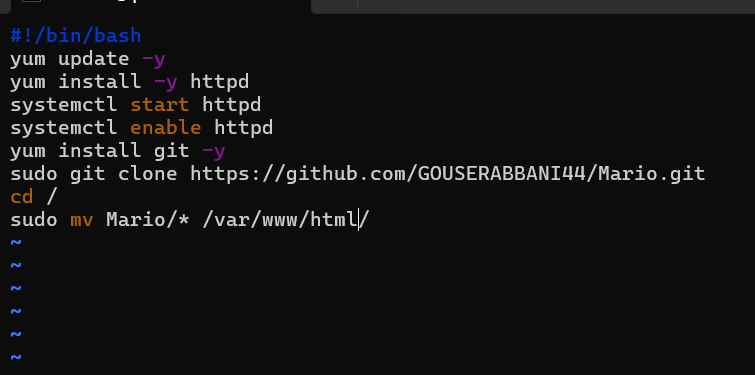 #!/bin/bash
yum update -y
yum install -y httpd
systemctl start httpd
systemctl enable httpd
yum install git -y
sudo git clone https://github.com/GOUSERABBANI44/Mario.git
cd /
sudo mv Mario/* /var/www/html/
~
~
~
~
~
~